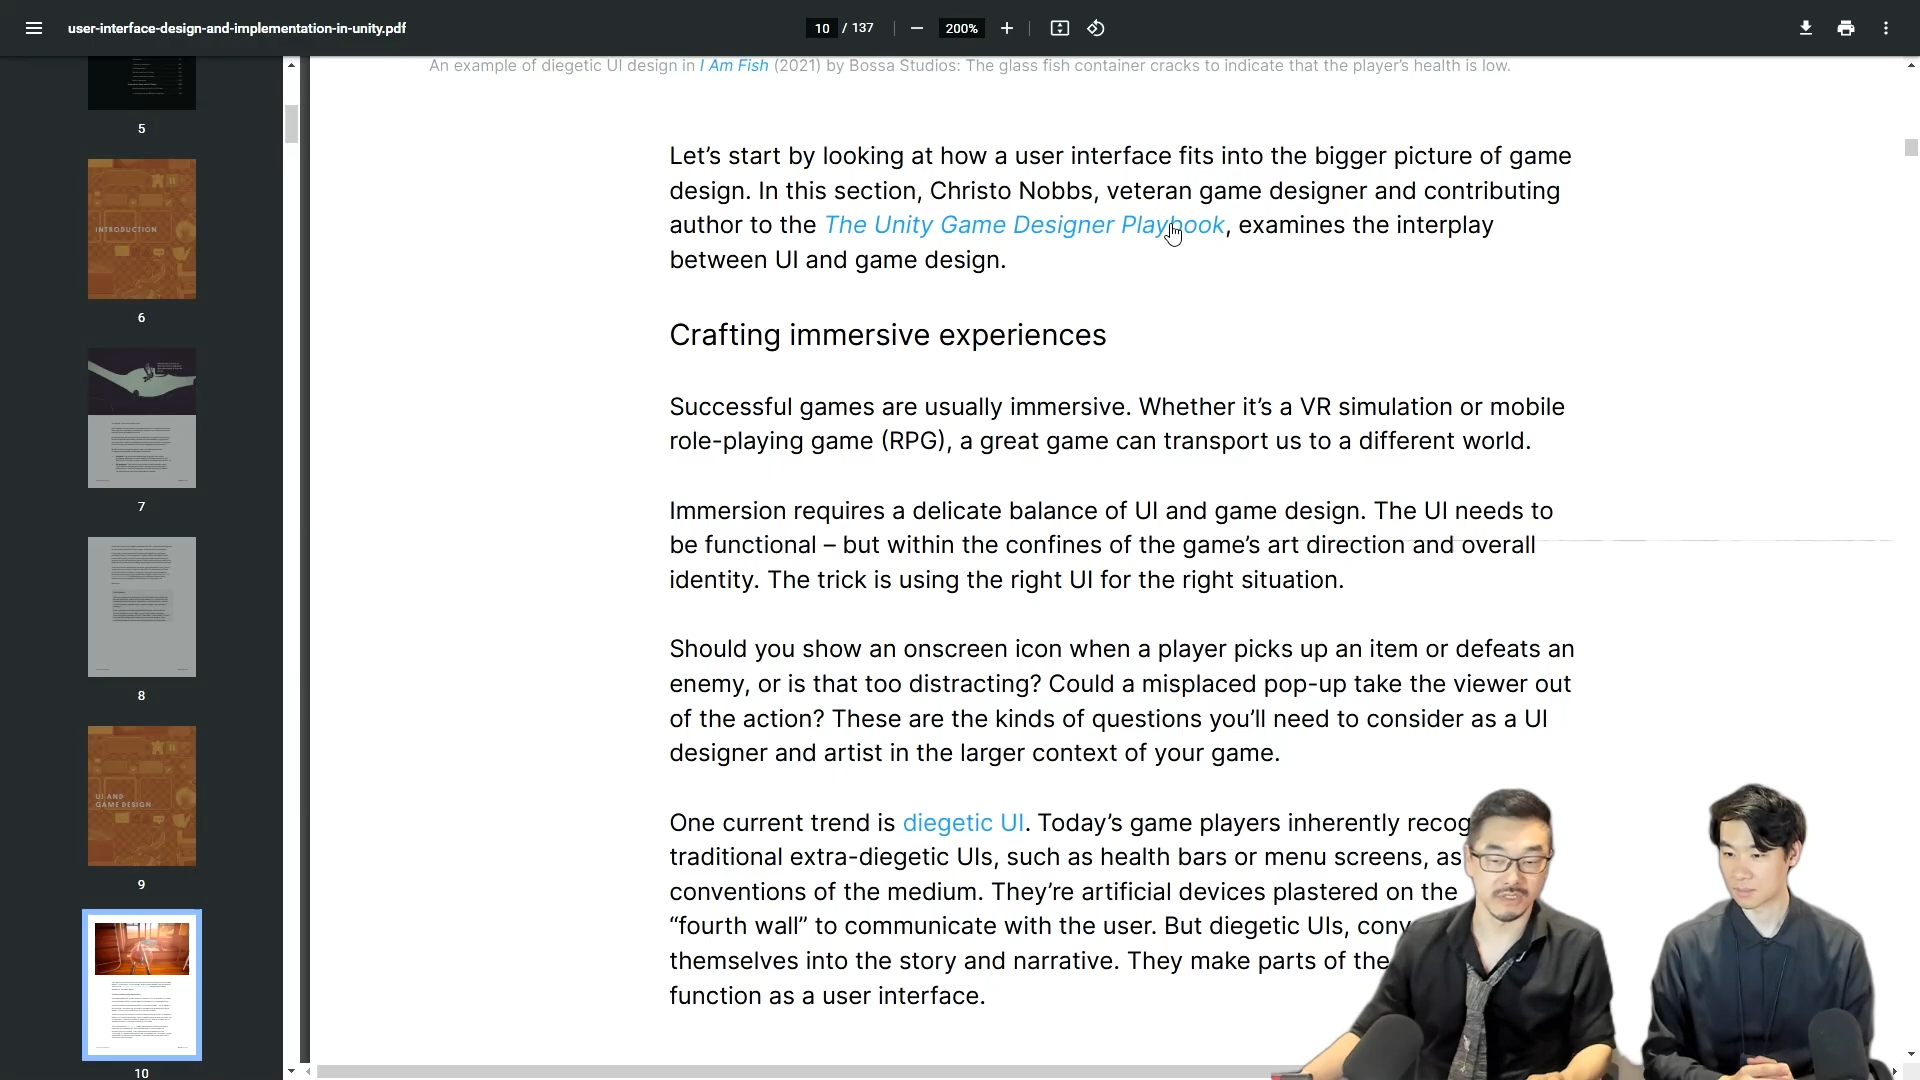 user-interface-design-and-implementation-in-unity.pdf
10 / 137
200%
5
INTRODUCTION
6
7
8
UI AND
GAME DESIGN
9
10
An example of diegetic UI design in I Am Fish (2021) by Bossa Studios: The glass fish container cracks to indicate that the player's health is low.
Let's start by looking at how a user interface fits into the bigger picture of game
design. In this section, Christo Nobbs, veteran game designer and contributing
author to the The Unity Game Designer Playbook, examines the interplay
between UI and game design.
Crafting immersive experiences
Successful games are usually immersive. Whether it's a VR simulation or mobile
role-playing game (RPG), a great game can transport us to a different world.
Immersion requires a delicate balance of UI and game design. The UI needs to
be functional – but within the confines of the game's art direction and overall
identity. The trick is using the right UI for the right situation.
Should you show an onscreen icon when a player picks up an item or defeats an
enemy, or is that too distracting? Could a misplaced pop-up take the viewer out
of the action? These are the kinds of questions you'll need to consider as a UI
designer and artist in the larger context of your game.
One current trend is diegetic UI. Today's game players inherently recog
traditional extra-diegetic UIs, such as health bars or menu screens, as
conventions of the medium. They're artificial devices plastered on the
“fourth wall” to communicate with the user. But diegetic UIs, conv
themselves into the story and narrative. They make parts of the
function as a user interface.